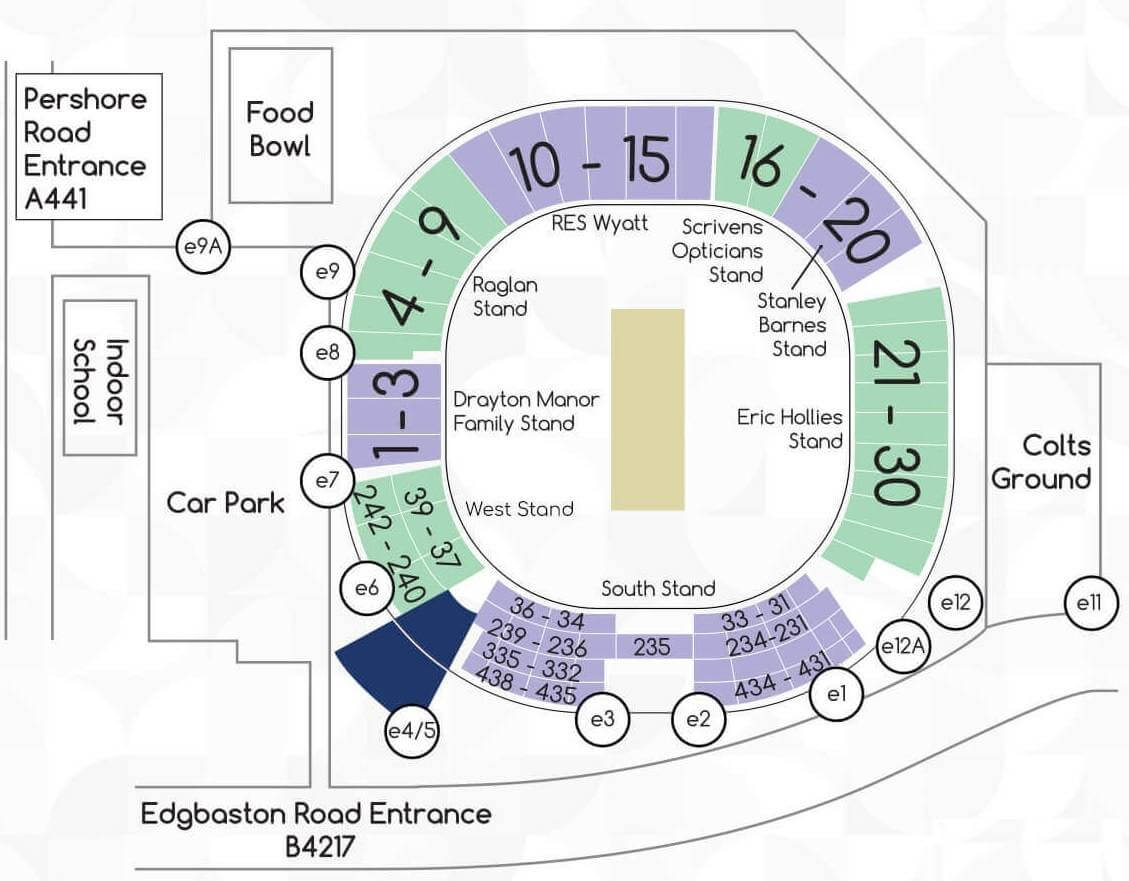 Pershore
Road
Entrance
A441
Food
Bowl
e9A
e9
e8
e7
e6
e4/5
e3
e2
e1
e12A
e12
e11
Indoor
School
Car Park
10 - 15
16 - 20
4 - 9
1 - 3
21 - 30
RES Wyatt
Scrivens
Opticians
Stand
Stanley
Barnes
Stand
Raglan
Stand
Drayton Manor
Family Stand
Eric Hollies
Stand
West Stand
South Stand
Colts
Ground
39 - 37
242 - 240
36 - 34
239 - 236
335 - 332
438 - 435
235
33 - 31
234-231
434 - 431
Edgbaston Road Entrance
B4217